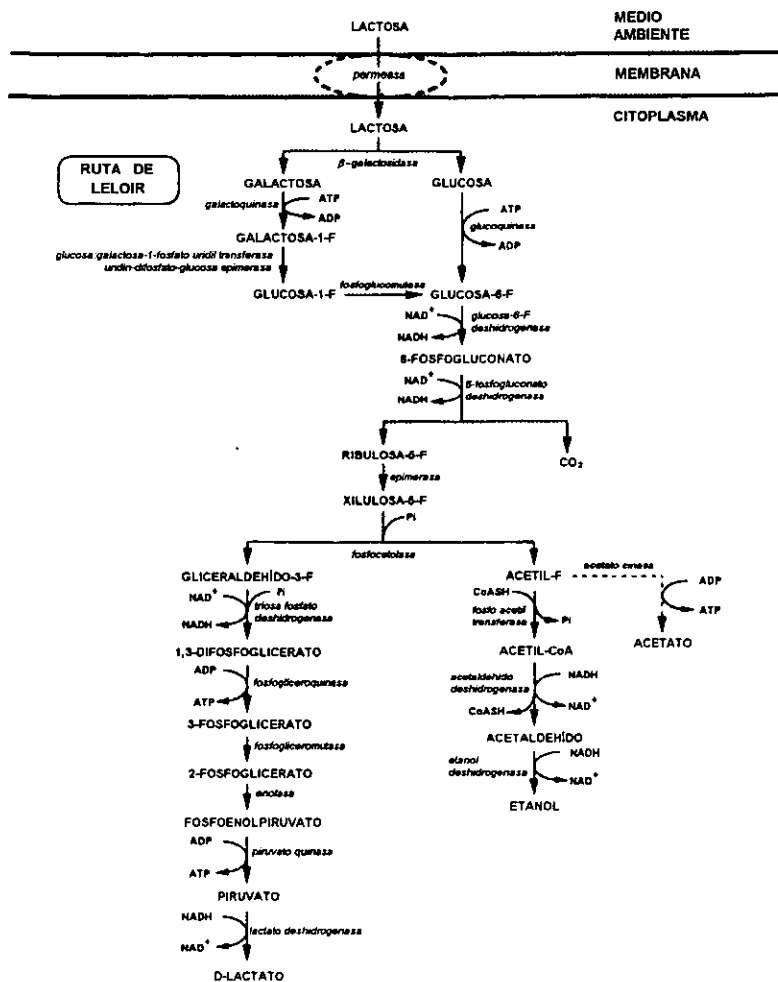 LACTOSA
MEDIO
AMBIENTE
permeasa
MEMBRANA
CITOPLASMA
LACTOSA
β-galactosidasa
RUTA DE
LELOIR
GALACTOSA
GLUCOSA
galactoquinasa
ATP
ADP
ATP
glucoquinasa
ADP
GALACTOSA-1-F
glucosa:galactosa-1-fosfato uridil transferasa
uridin-difosfato-glucosa epimerasa
GLUCOSA-1-F
fosfoglucomutasa
GLUCOSA-6-F
NAD+
NADH
glucosa-6-F
deshidrogenasa
6-FOSFOGLUCONATO
NAD+
NADH
6-fosfogluconato
deshidrogenasa
RIBULOSA-5-F
CO2
epimerasa
XILULOSA-5-F
Pi
fosfocetolasa
GLICERALDEHÍDO-3-F
NAD+
Pi
NADH
triosa fosfato
deshidrogenasa
1,3-DIFOSFOGLICERATO
ADP
ATP
fosfogliceroquinasa
3-FOSFOGLICERATO
fosfogliceromutasa
2-FOSFOGLICERATO
enolasa
FOSFOENOLPIRUVATO
ADP
ATP
piruvato quinasa
PIRUVATO
NADH
NAD+
lactato deshidrogenasa
D-LACTATO
ACETIL-F
acetato cinasa
ADP
ATP
ACETATO
CoASH
fosfo acetil
transferasa
Pi
ACETIL-CoA
acetaldehido
deshidrogenasa
NADH
CoASH
NAD+
ACETALDEHÍDO
etanol
deshidrogenasa
NADH
NAD+
ETANOL